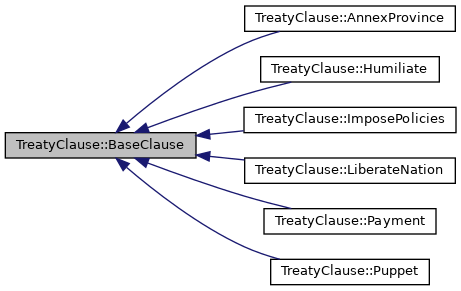 TreatyClause::AnnexProvince
TreatyClause::Humiliate
TreatyClause::ImposePolicies
TreatyClause::BaseClause
TreatyClause::LiberateNation
TreatyClause::Payment
TreatyClause::Puppet